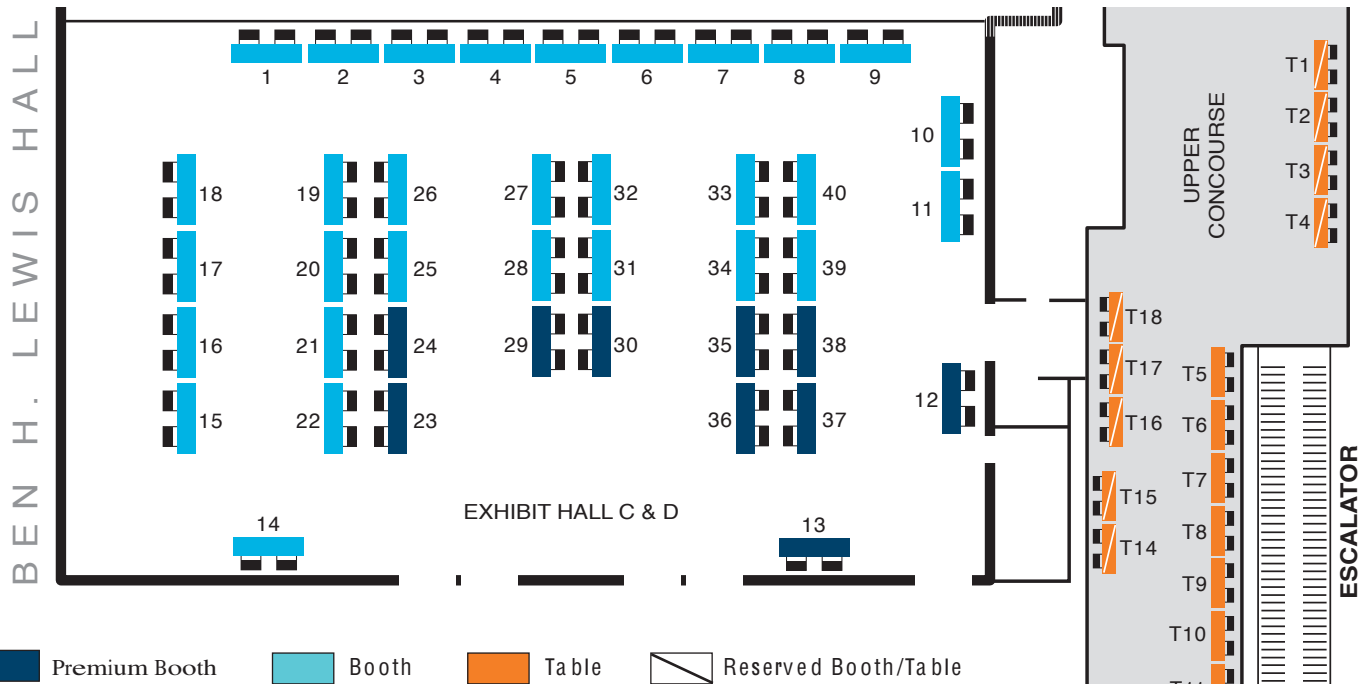 BEN H. LEWIS HALL
1 2 3 4 5 6 7 8 9
10
11
18 19 26 27 32 33 40
17 20 25 28 31 34 39
16 21 24 29 30 35 38
12
15 22 23 36 37
EXHIBIT HALL C & D
14
13
UPPER
CONCOURSE
T1
T2
T3
T4
T18
T17
T16
T15
T14
T5
T6
T7
T8
T9
T10
ESCALATOR
Premium Booth
Booth
Table
Reserved Booth/Table